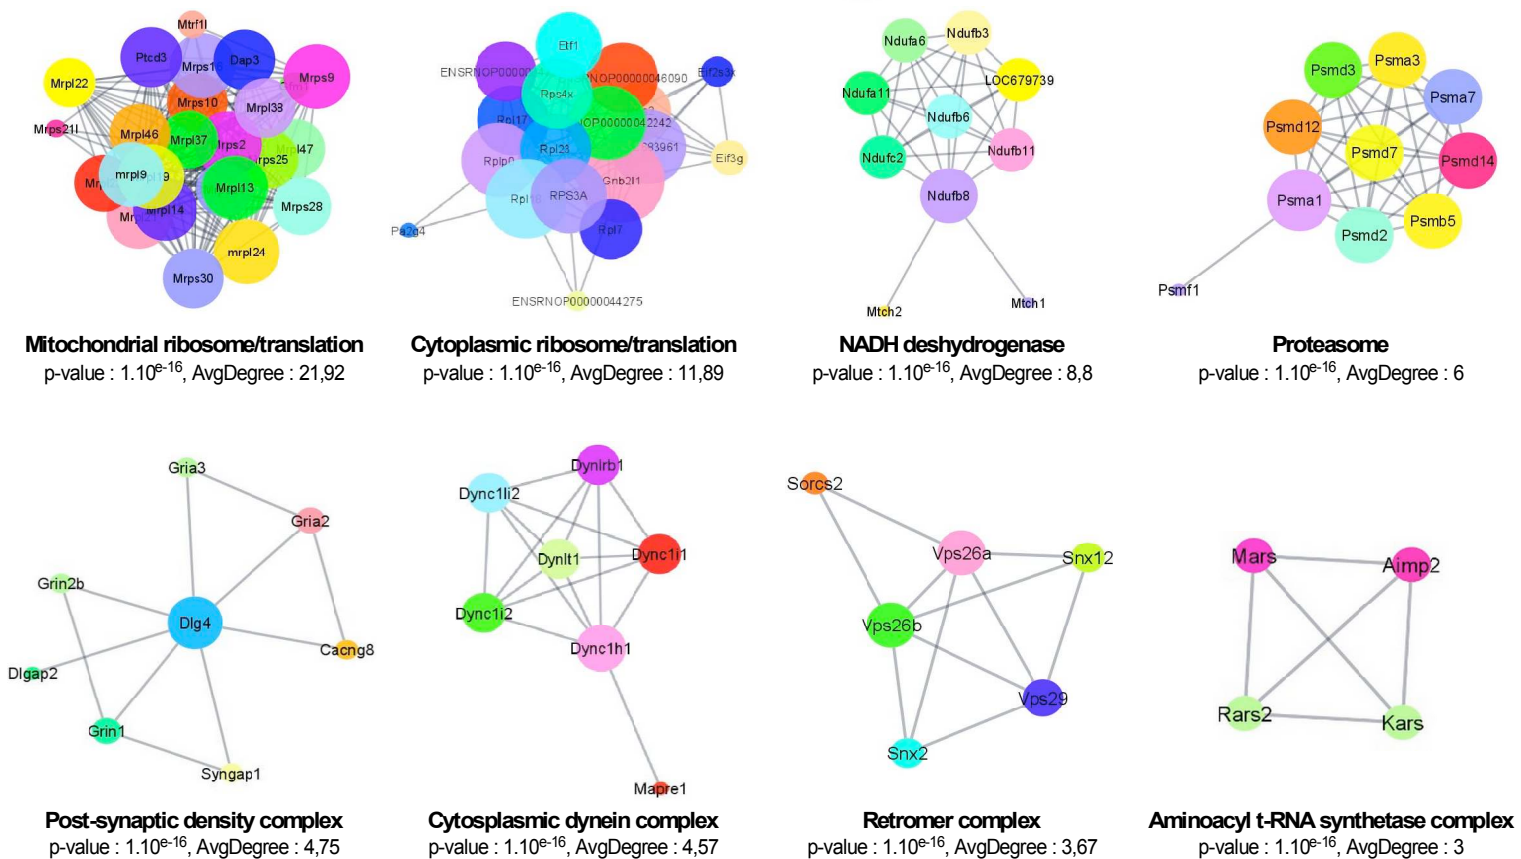 Mtrf1l
Ptcd3
Mrps16
Dap3
Mrps9
Mrpl22
Mrps10
Mrpl38
Mrps21l
Mrpl46
Mrpl37
Mrps2
Mrpl47
Mrps25
mrpl9
Mrpl13
Mrpl14
Mrps28
mrpl24
Mrps30
Mitochondrial ribosome/translation
p-value : 1.10e-16, AvgDegree : 21,92
Etf1
Eif2s3x
Rps4x
Rpl17
Rpl23
Rplp0
Eif3g
Gnb2l1
RPS3A
Pa2g4
Rpl7
ENSRNOP00000044275
Cytoplasmic ribosome/translation
p-value : 1.10e-16, AvgDegree : 11,89
Ndufa6
Ndufb3
LOC679739
Ndufa11
Ndufb6
Ndufc2
Ndufb11
Ndufb8
Mtch2
Mtch1
NADH deshydrogenase
p-value : 1.10e-16, AvgDegree : 8,8
Psmd3
Psma3
Psma7
Psmd12
Psmd7
Psmd14
Psma1
Psmd2
Psmb5
Psmf1
Proteasome
p-value : 1.10e-16, AvgDegree : 6
Gria3
Gria2
Grin2b
Dlg4
Cacng8
Dlgap2
Grin1
Syngap1
Post-synaptic density complex
p-value : 1.10e-16, AvgDegree : 4,75
Dynlrb1
Dync1li2
Dynlt1
Dync1i1
Dync1i2
Dync1h1
Mapre1
Cytosplasmic dynein complex
p-value : 1.10e-16, AvgDegree : 4,57
Sorcs2
Vps26a
Snx12
Vps26b
Vps29
Snx2
Retromer complex
p-value : 1.10e-16, AvgDegree : 3,67
Mars
Aimp2
Rars2
Kars
Aminoacyl t-RNA synthetase complex
p-value : 1.10e-16, AvgDegree : 3